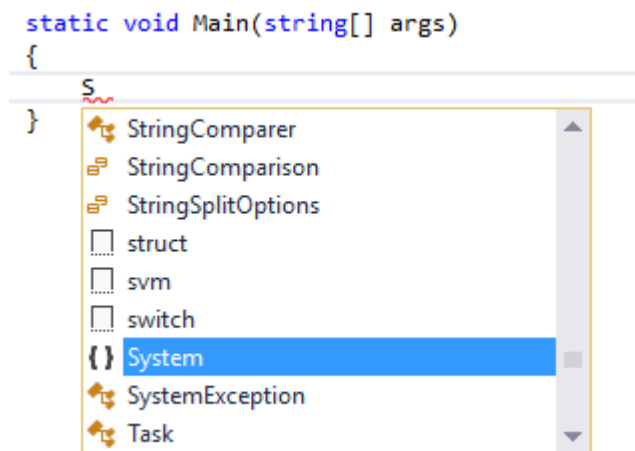 static void Main(string[] args)
{
S
}
StringComparer
StringComparison
StringSplitOptions
struct
svm
switch
{ } System
SystemException
Task